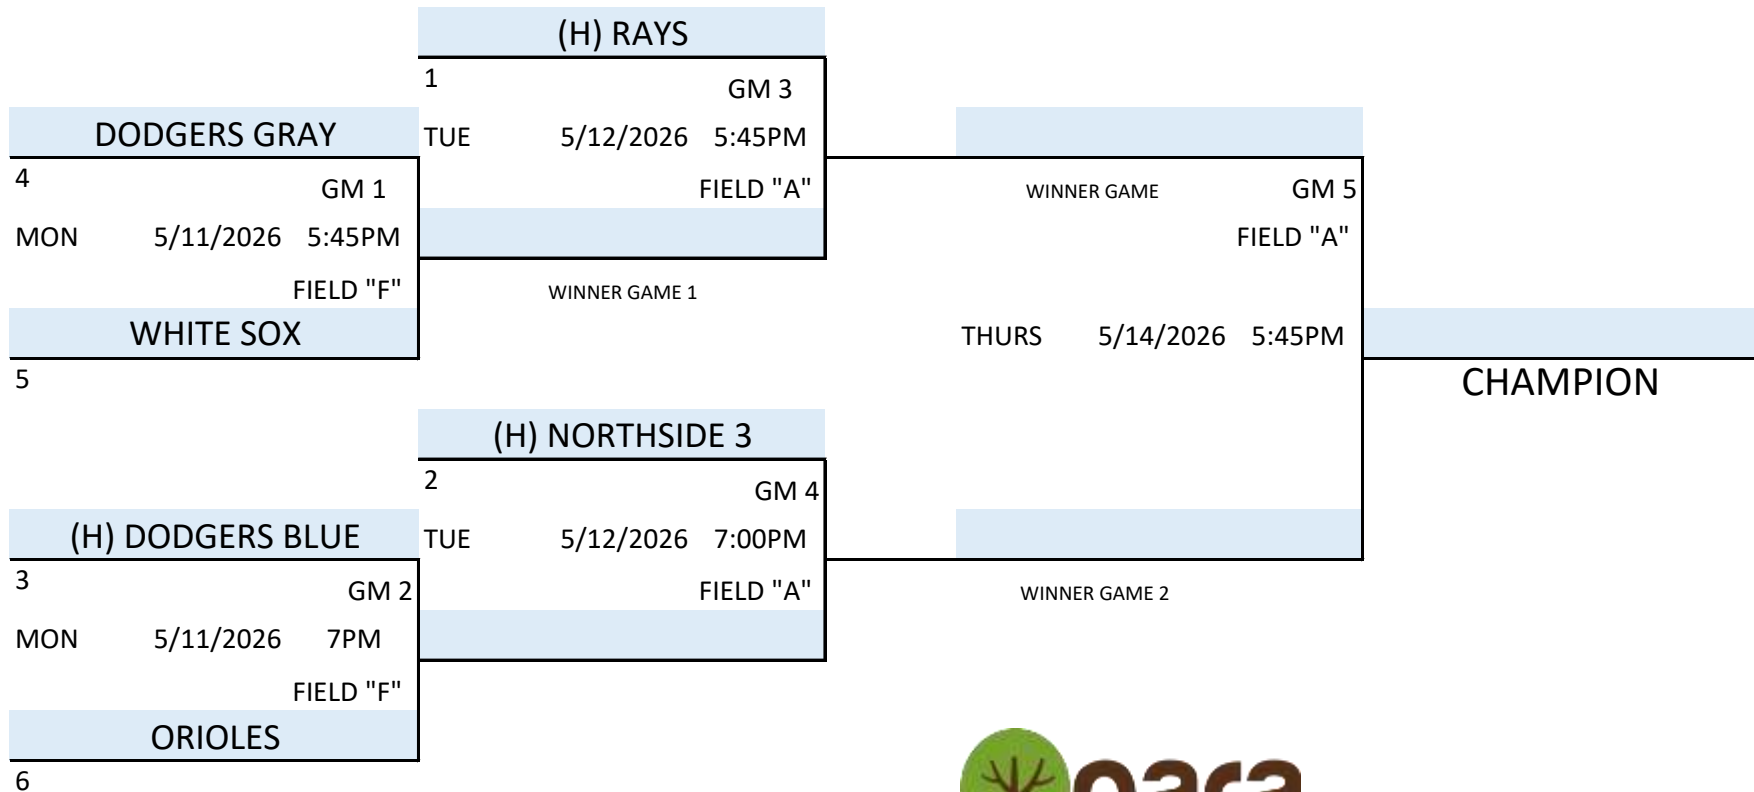 (H) RAYS
1
GM 3
DODGERS GRAY
TUE 5/12/2026 5:45PM
4
GM 1
FIELD "A"
WINNER GAME
GM 5
MON 5/11/2026 5:45PM
FIELD "A"
FIELD "F"
WINNER GAME 1
WHITE SOX
THURS 5/14/2026 5:45PM
5
CHAMPION
(H) NORTHSIDE 3
2
GM 4
(H) DODGERS BLUE
TUE 5/12/2026 7:00PM
3
GM 2
FIELD "A"
WINNER GAME 2
MON 5/11/2026 7PM
FIELD "F"
ORIOLES
6